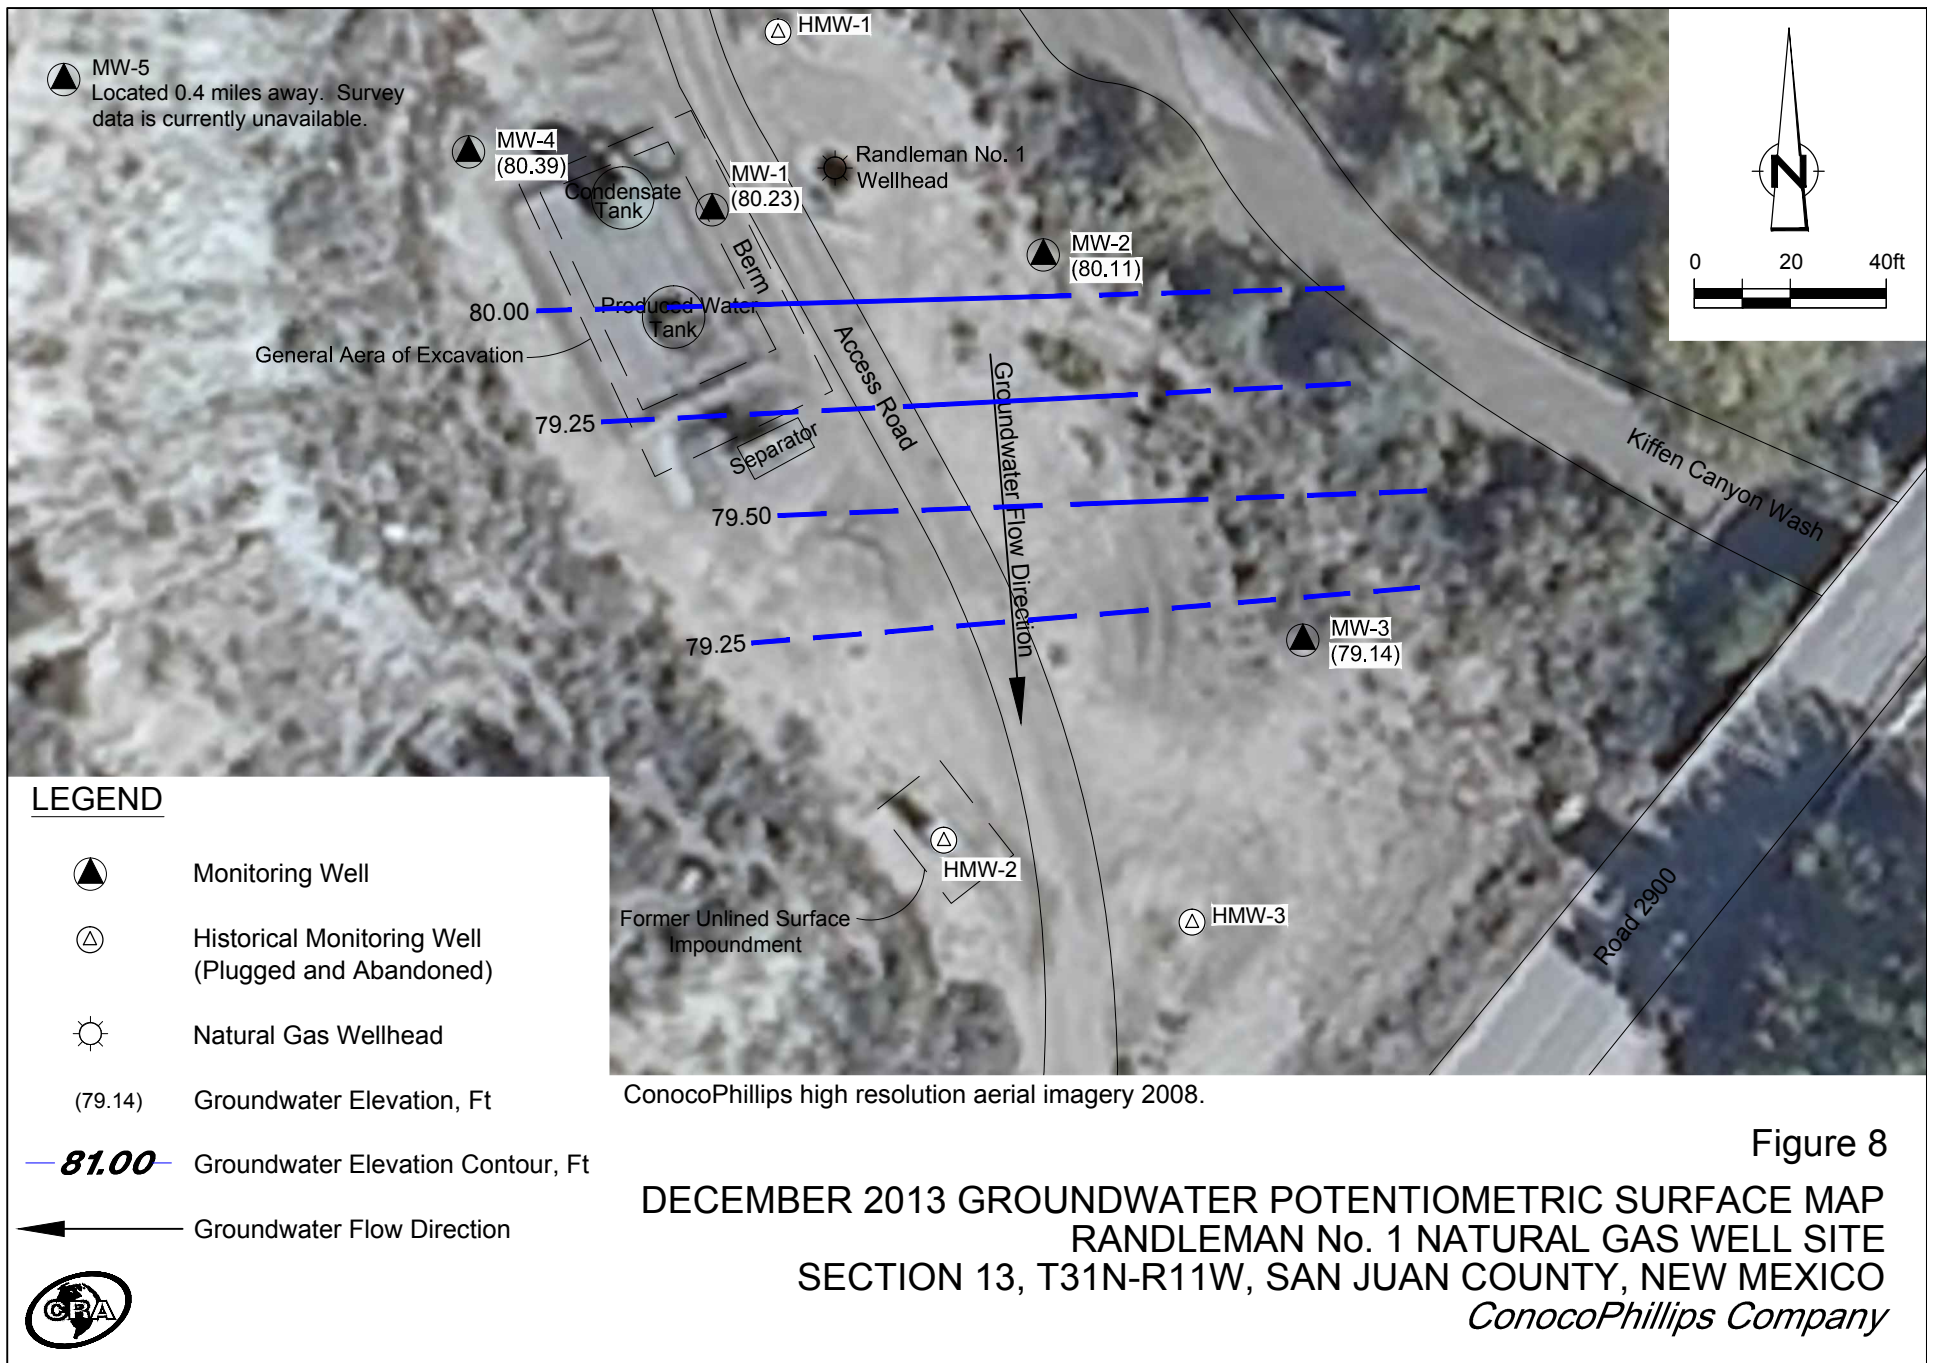 HMW-1
MW-5
Located 0.4 miles away.  Survey
data is currently unavailable.
MW-4
(80.39)
Condensate
Tank
MW-1
(80.23)
Randleman No. 1
Wellhead
MW-2
(80.11)
N
0 20 40ft
Berm
80.00
Produced Water
Tank
General Aera of Excavation
Access Road
Groundwater Flow Direction
79.25
Separator
Kiffen Canyon Wash
79.50
79.25
MW-3
(79.14)
HMW-2
HMW-3
Former Unlined Surface
Impoundment
Road 2900
LEGEND
Monitoring Well
Historical Monitoring Well
(Plugged and Abandoned)
Natural Gas Wellhead
(79.14) Groundwater Elevation, Ft
81.00 Groundwater Elevation Contour, Ft
Groundwater Flow Direction
CRA
ConocoPhillips high resolution aerial imagery 2008.
Figure 8
DECEMBER 2013 GROUNDWATER POTENTIOMETRIC SURFACE MAP
RANDLEMAN No. 1 NATURAL GAS WELL SITE
SECTION 13, T31N-R11W, SAN JUAN COUNTY, NEW MEXICO
ConocoPhillips Company